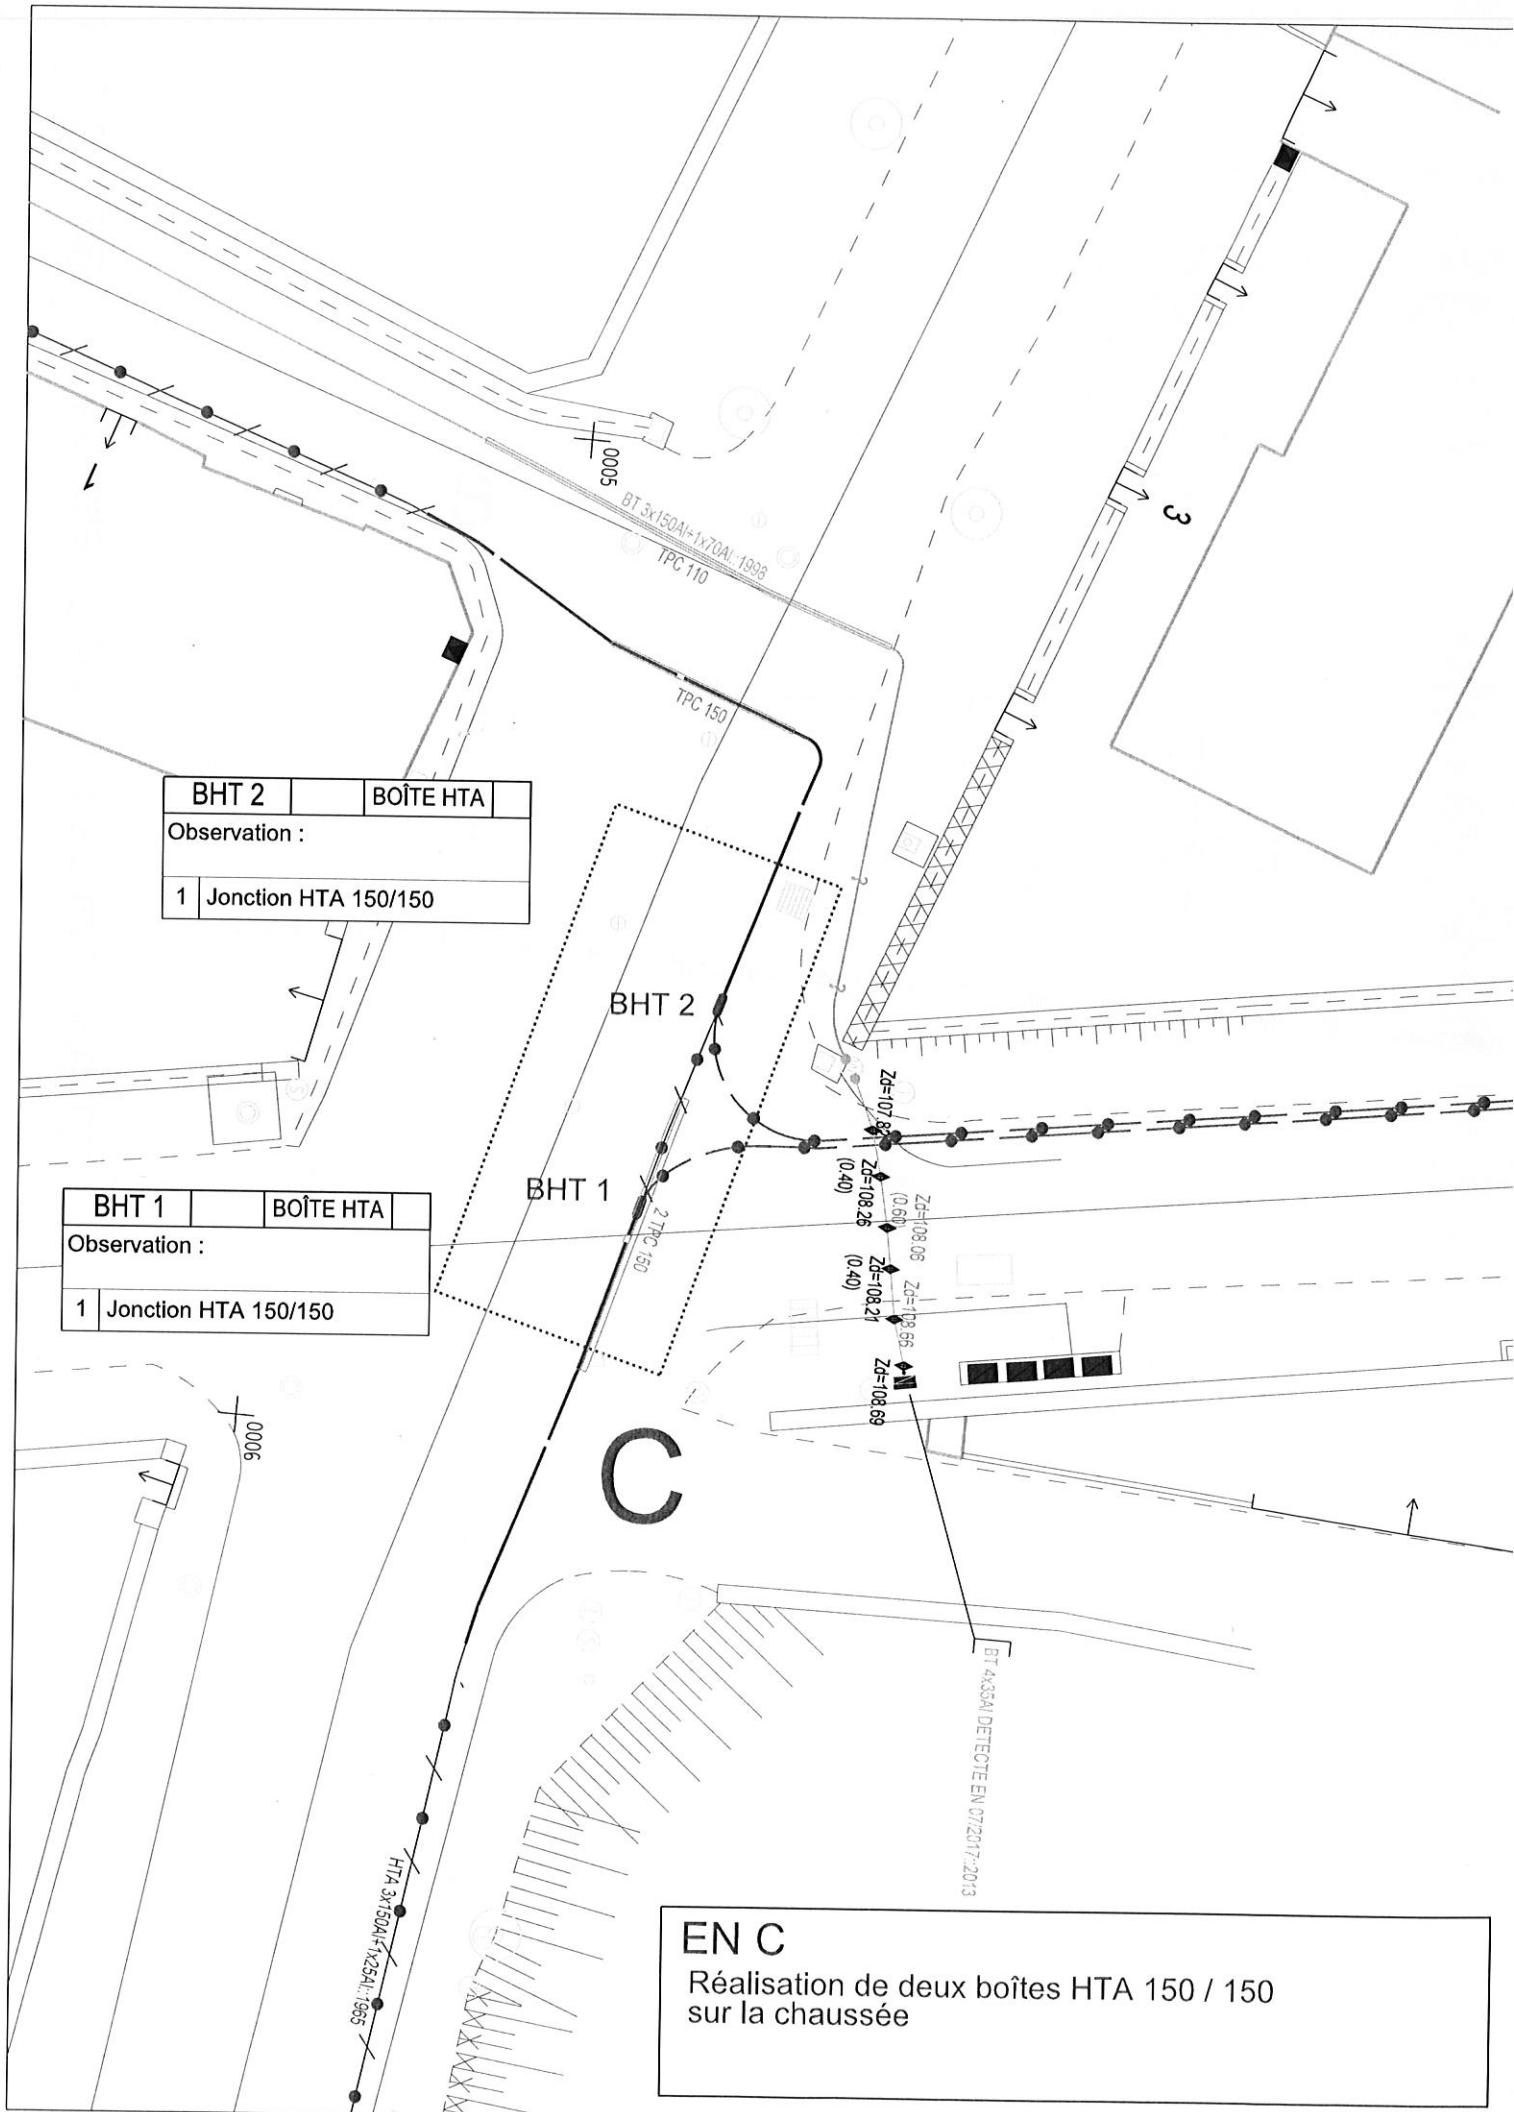 1
0005
BT 3x150Al+1x70Al::1998
TPC 110
3
TPC 150
BHT 2
BOÎTE HTA
Observation :
1 Jonction HTA 150/150
?
?
BHT 2
BHT 1
2 TPC 150
Zd=107.82
Zd=108.26
(0.40)
Zd=108.06
(0.60)
Zd=108.21
(0.40)
Zd=108.66
Zd=108.69
BHT 1
BOÎTE HTA
Observation :
1 Jonction HTA 150/150
0006
C
BT 4x35Al DETECTE EN 07/2017::2013
HTA 3x150Al+1x25Al::1965
EN C
Réalisation de deux boîtes HTA 150 / 150
sur la chaussée